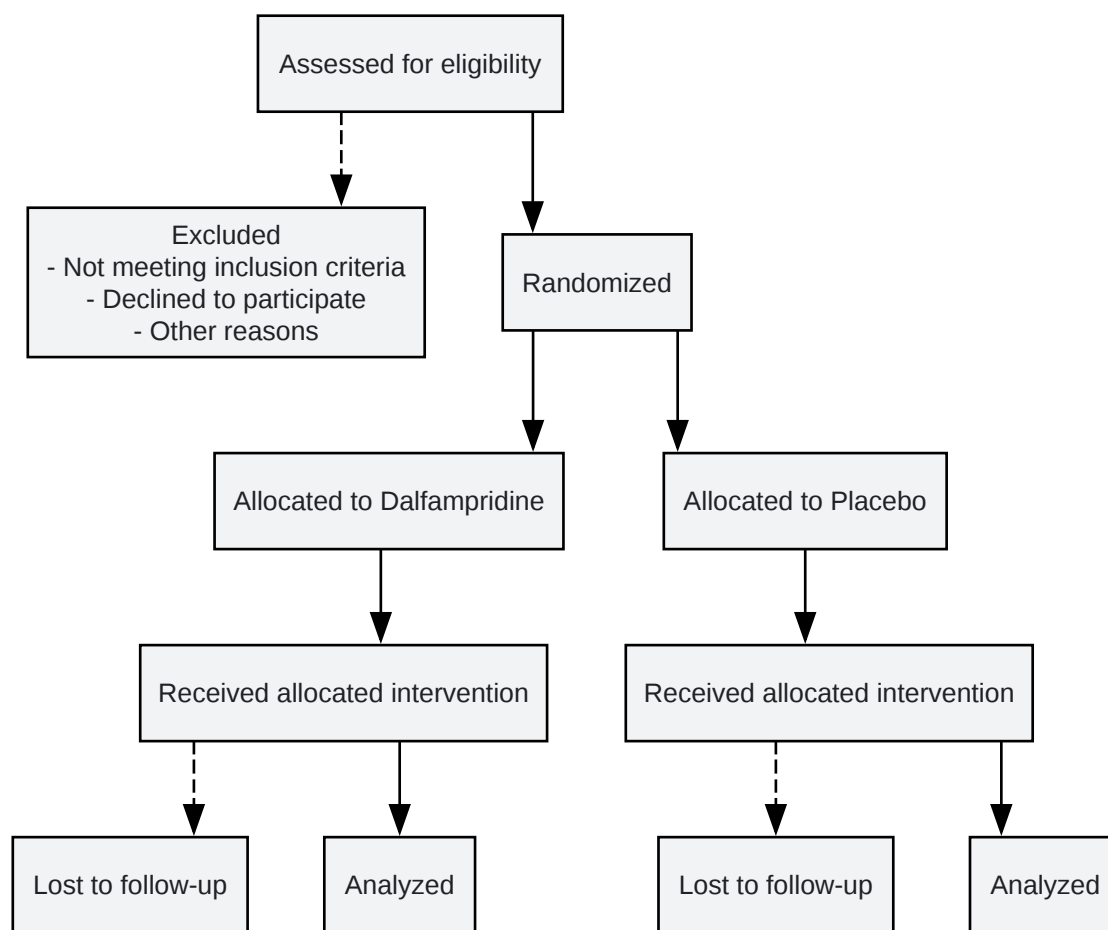 Assessed for eligibility
Excluded
- Not meeting inclusion criteria
- Declined to participate
- Other reasons
Randomized
Allocated to Dalfampridine
Allocated to Placebo
Received allocated intervention
Received allocated intervention
Lost to follow-up
Analyzed
Lost to follow-up
Analyzed